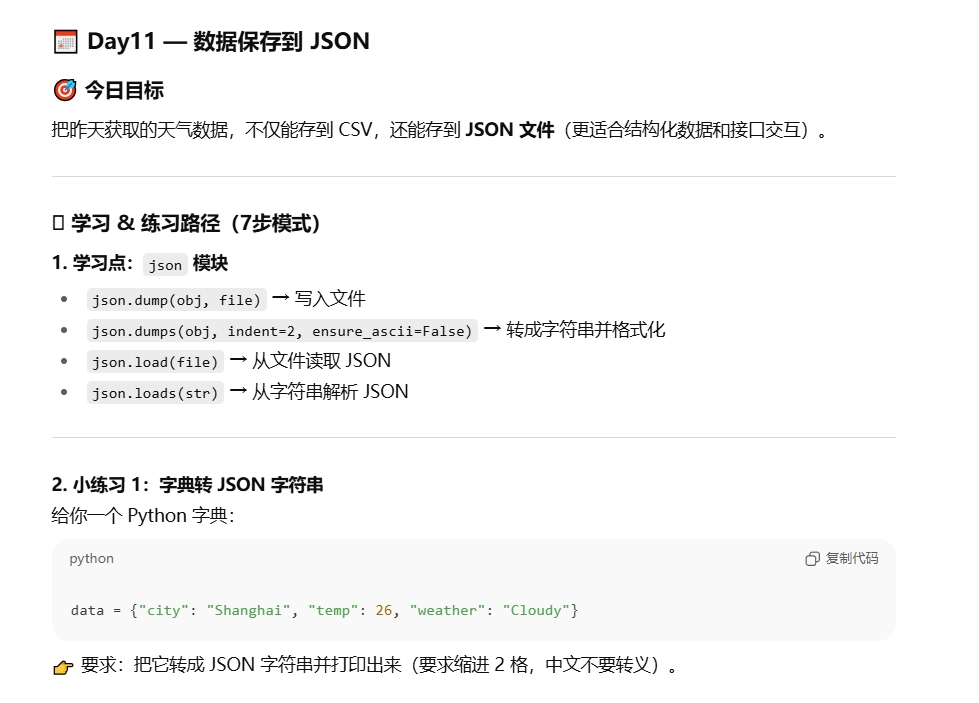 Day11 — 数据保存到 JSON
今日目标
把昨天获取的天气数据，不仅能存到 CSV，还能存到 JSON 文件（更适合结构化数据和接口交互）。
学习 & 练习路径（7步模式）
1. 学习点： json 模块
json.dump(obj, file) → 写入文件
json.dumps(obj, indent=2, ensure_ascii=False) → 转成字符串并格式化
json.load(file) → 从文件读取 JSON
json.loads(str) → 从字符串解析 JSON
2. 小练习 1：字典转 JSON 字符串
给你一个 Python 字典：
python 复制代码
data = {"city": "Shanghai", "temp": 26, "weather": "Cloudy"}
要求：把它转成 JSON 字符串并打印出来（要求缩进 2 格，中文不要转义）。